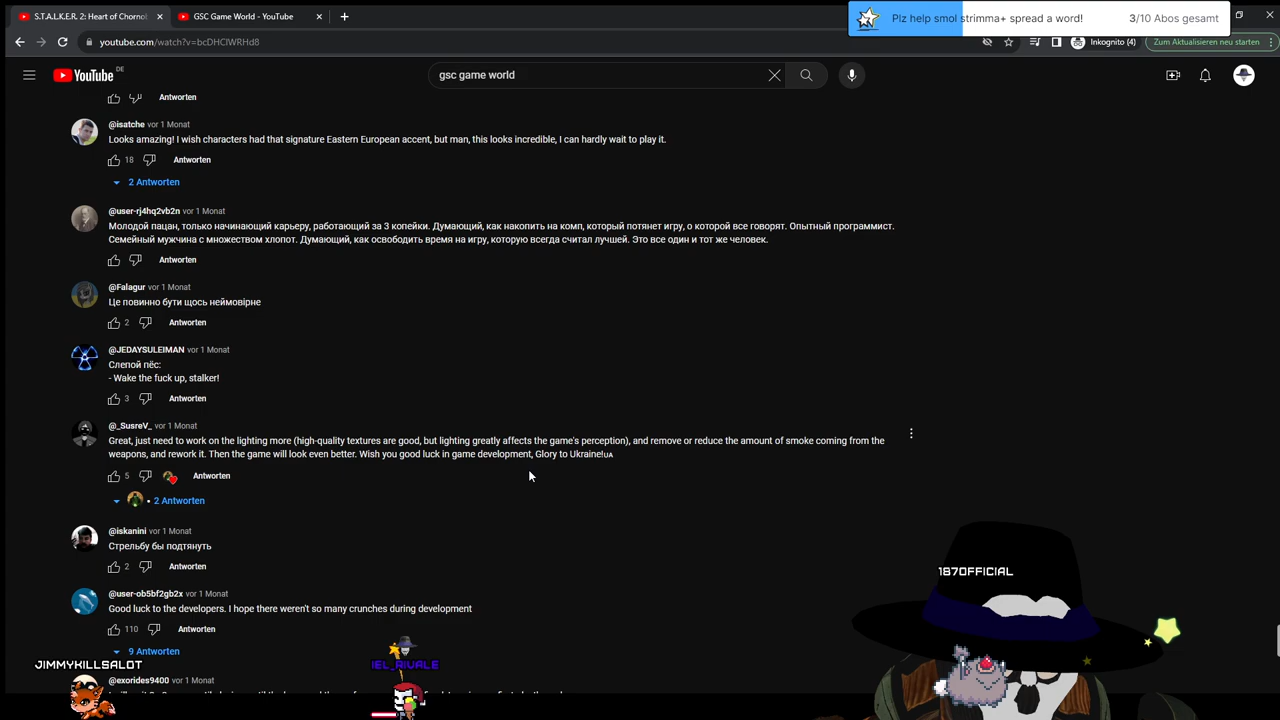 S.T.A.L.K.E.R. 2: Heart of Chornob
GSC Game World - YouTube
Plz help smol strimma+ spread a word!
3/10 Abos gesamt
youtube.com/watch?v=bcDHClWRHd8
Inkognito (4)
Zum Aktualisieren neu starten
YouTube DE
gsc game world
Antworten
@isatche vor 1 Monat
Looks amazing! I wish characters had that signature Eastern European accent, but man, this looks incredible, I can hardly wait to play it.
18 Antworten
2 Antworten
@user-rj4hq2vb2n vor 1 Monat
Молодой пацан, только начинающий карьеру, работающий за 3 копейки. Думающий, как накопить на комп, который потянет игру, о которой все говорят. Опытный программист.
Семейный мужчина с множеством хлопот. Думающий, как освободить время на игру, которую всегда считал лучшей. Это все один и тот же человек.
Antworten
@Falagur vor 1 Monat
Це повинно бути щось неймовірне
2 Antworten
@JEDAYSULEIMAN vor 1 Monat
Слепой пёс:
- Wake the fuck up, stalker!
3 Antworten
@_SusreV_ vor 1 Monat
Great, just need to work on the lighting more (high-quality textures are good, but lighting greatly affects the game's perception), and remove or reduce the amount of smoke coming from the
weapons, and rework it. Then the game will look even better. Wish you good luck in game development, Glory to Ukraine!🇺🇦
5 Antworten
2 Antworten
@iskanini vor 1 Monat
Стрельбу бы подтянуть
2 Antworten
1870FFICIAL
@user-ob5bf2gb2x vor 1 Monat
Good luck to the developers. I hope there weren't so many crunches during development
110 Antworten
9 Antworten
JIMMYKILLSALOT
IEL_RIVALE
@exorides9400 vor 1 Monat